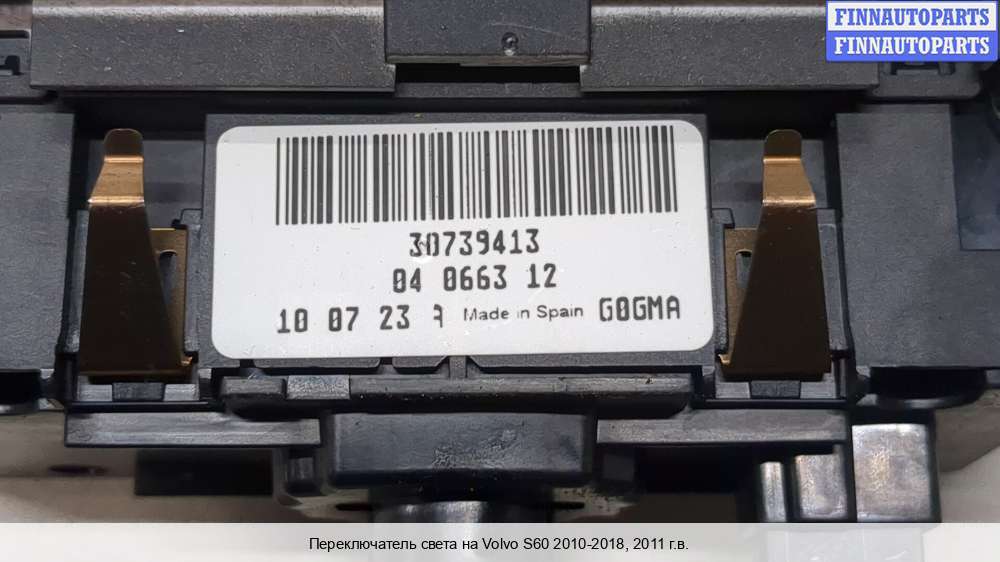 FINNAUTOPARTS
FINNAUTOPARTS
30739413
04 0663 12
10 07 23 A Made in Spain G0GMA
Переключатель света на Volvo S60 2010-2018, 2011 г.в.